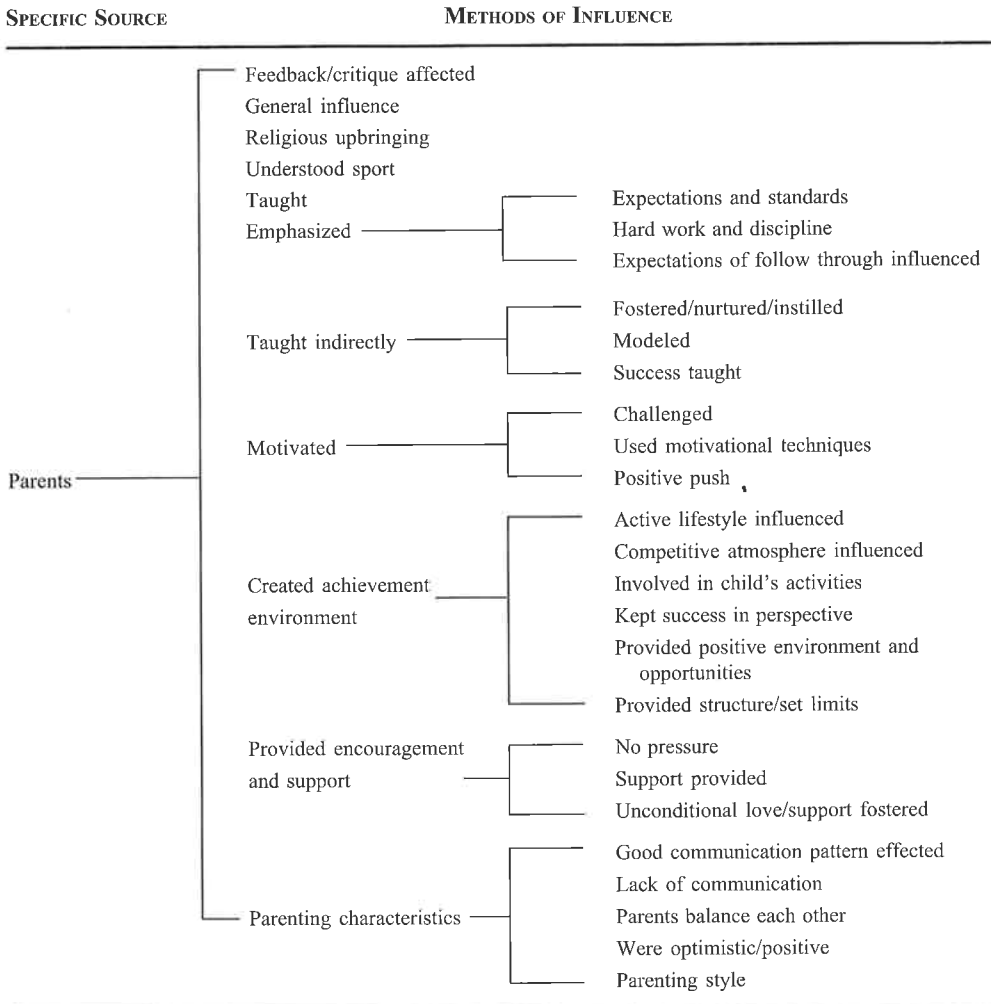 SPECIFIC SOURCE METHODS OF INFLUENCE
Feedback/critique affected
General influence
Religious upbringing
Understood sport
Taught
Expectations and standards
Emphasized
Hard work and discipline
Expectations of follow through influenced
Fostered/nurtured/instilled
Taught indirectly
Modeled
Success taught
Challenged
Motivated
Used motivational techniques
Parents
Positive push
Active lifestyle influenced
Competitive atmosphere influenced
Created achievement
environment
Involved in child's activities
Kept success in perspective
Provided positive environment and
opportunities
Provided structure/set limits
Provided encouragement
and support
No pressure
Support provided
Unconditional love/support fostered
Good communication pattern effected
Lack of communication
Parenting characteristics
Parents balance each other
Were optimistic/positive
Parenting style